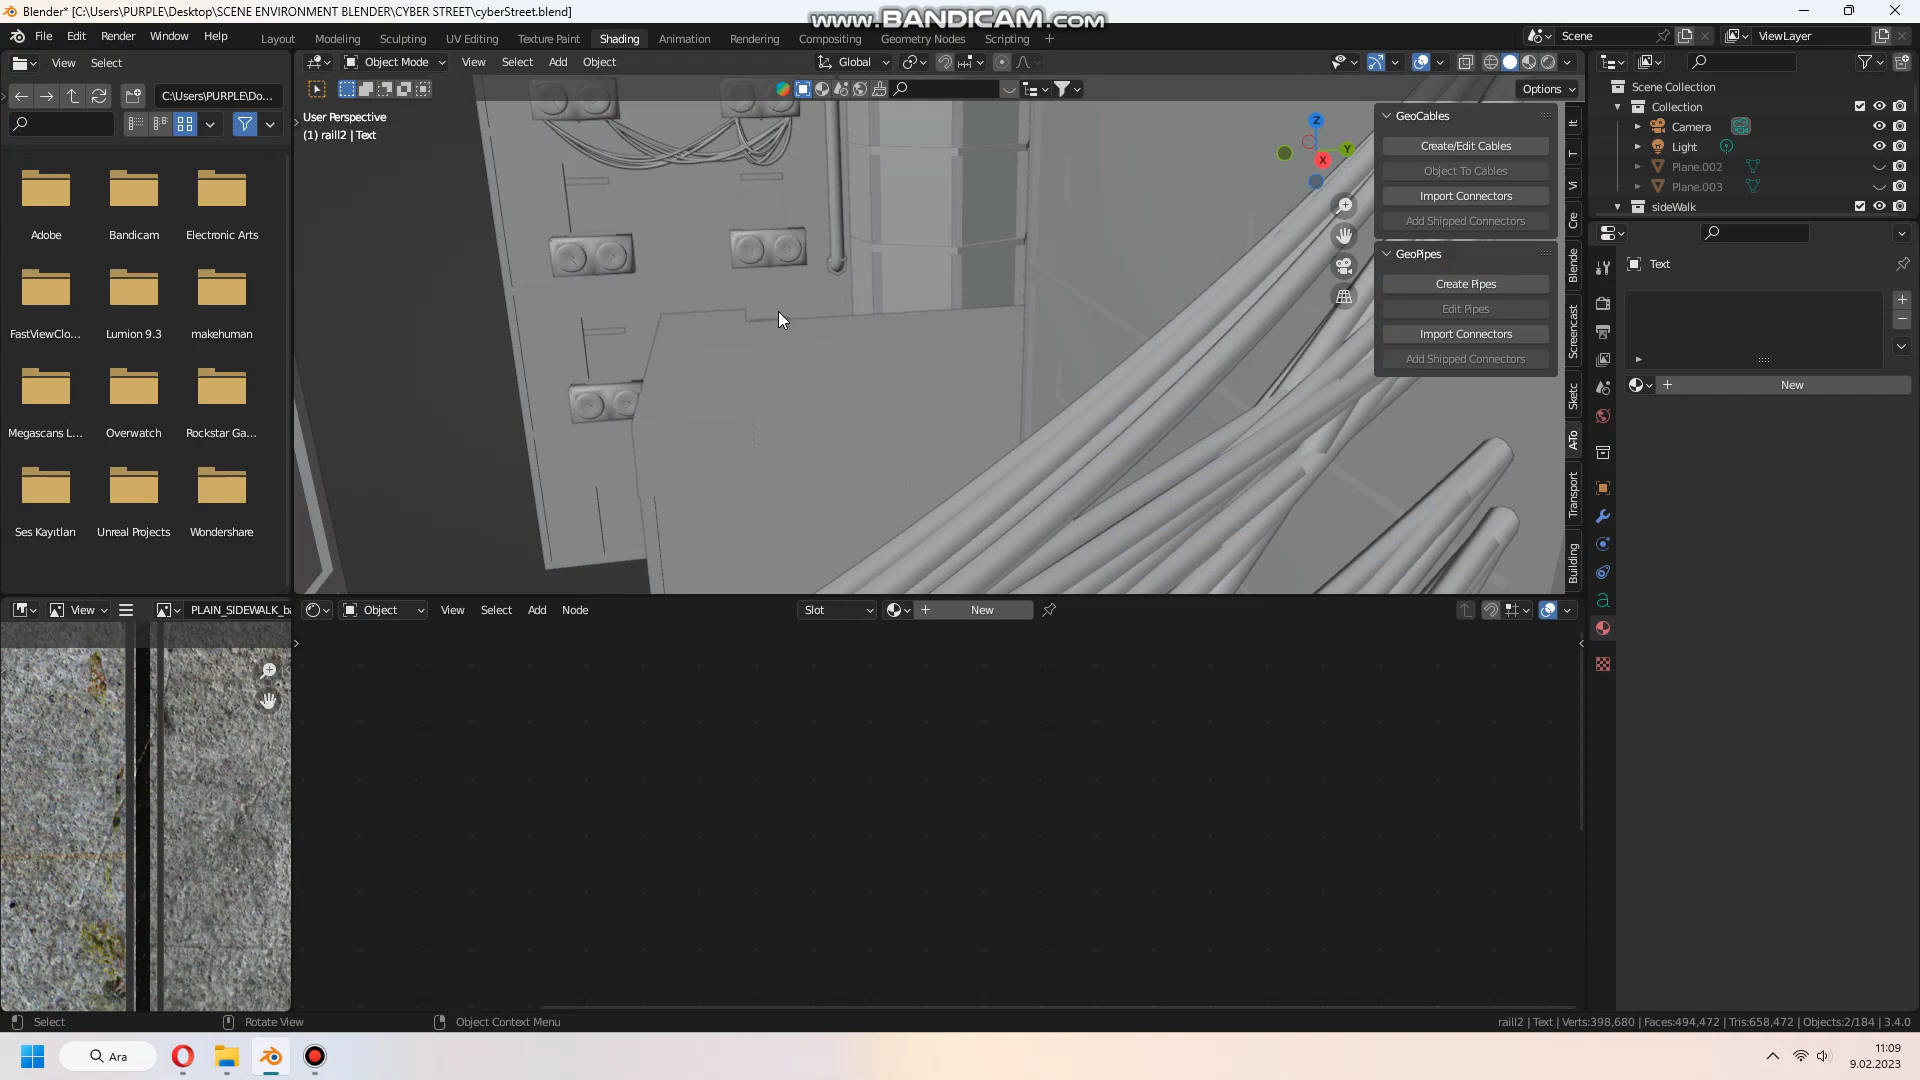 Blender* [C:\Users\PURPLE\Desktop\SCENE ENVIRONMENT BLENDER\CYBER STREET\cyberStreet.blend]
www.BANDICAM.com
File Edit Render Window Help
Layout Modeling Sculpting UV Editing Texture Paint Shading Animation Rendering Compositing Geometry Nodes Scripting +
Scene
ViewLayer
View Select
Object Mode View Select Add Object
Global
C:\Users\PURPLE\Do...
Options
User Perspective
(1) raill2 | Text
Adobe Bandicam Electronic Arts
FastViewClo... Lumion 9.3 makehuman
Megascans L... Overwatch Rockstar Ga...
Ses Kayıtları Unreal Projects Wondershare
Z
Y
X
GeoCables
Create/Edit Cables
Object To Cables
Import Connectors
Add Shipped Connectors
GeoPipes
Create Pipes
Edit Pipes
Import Connectors
Add Shipped Connectors
It
T
Vi
Cre
Blende
Screencast
Sketc
A-To
Transport
Building
Scene Collection
Collection
Camera
Light
Plane.002
Plane.003
sideWalk
Text
New
View
PLAIN_SIDEWALK_ba
Object View Select Add Node
Slot
New
Select
Rotate View
Object Context Menu
raill2 | Text | Verts:398,680 | Faces:494,472 | Tris:658,472 | Objects:2/184 | 3.4.0
Ara
11:09
9.02.2023